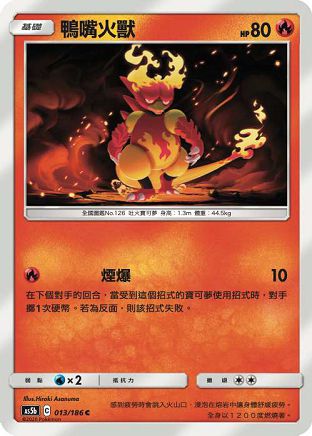 基礎 鴨嘴火獸 HP80
全國圖鑑No.126 吐火寶可夢 身高:1.3m 體重:44.5kg
煙爆 10
在下個對手的回合,當受到這個招式的寶可夢使用招式時,對手
擲1次硬幣。若為反面,則該招式失敗。
弱點 ×2 抵抗力 撤退
Illus.Hiroki Asanuma
AS5b C 013/186 C
感到疲勞時會跳入火山口,浸泡在熔岩中讓身體舒緩疲勞。
全身以1200度燃燒。